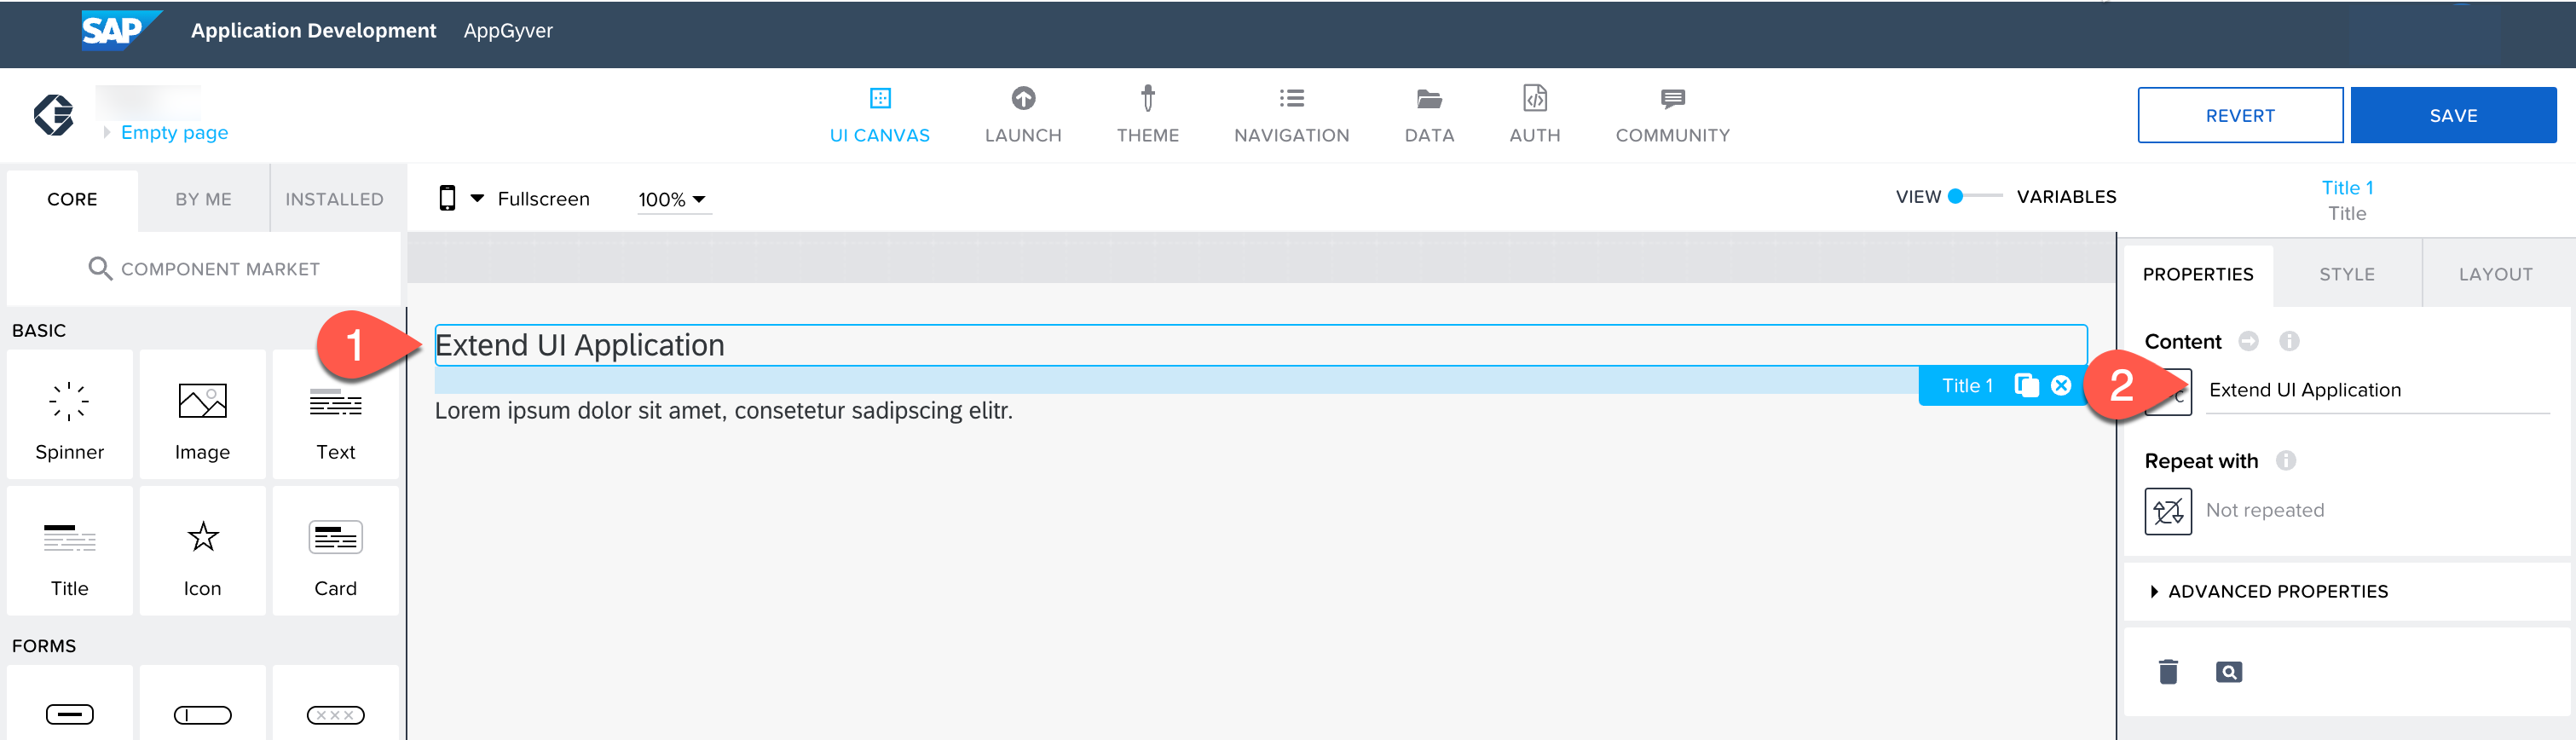 SAP Application Development AppGyver
Empty page
UI CANVAS LAUNCH THEME NAVIGATION DATA AUTH COMMUNITY
REVERT SAVE
CORE BY ME INSTALLED
Fullscreen 100%
VIEW VARIABLES
Title 1
Title
COMPONENT MARKET
PROPERTIES STYLE LAYOUT
BASIC
1
Extend UI Application
Title 1
Lorem ipsum dolor sit amet, consetetur sadipscing elitr.
Content
2
Extend UI Application
Repeat with
Not repeated
ADVANCED PROPERTIES
Spinner Image Text
Title Icon Card
FORMS